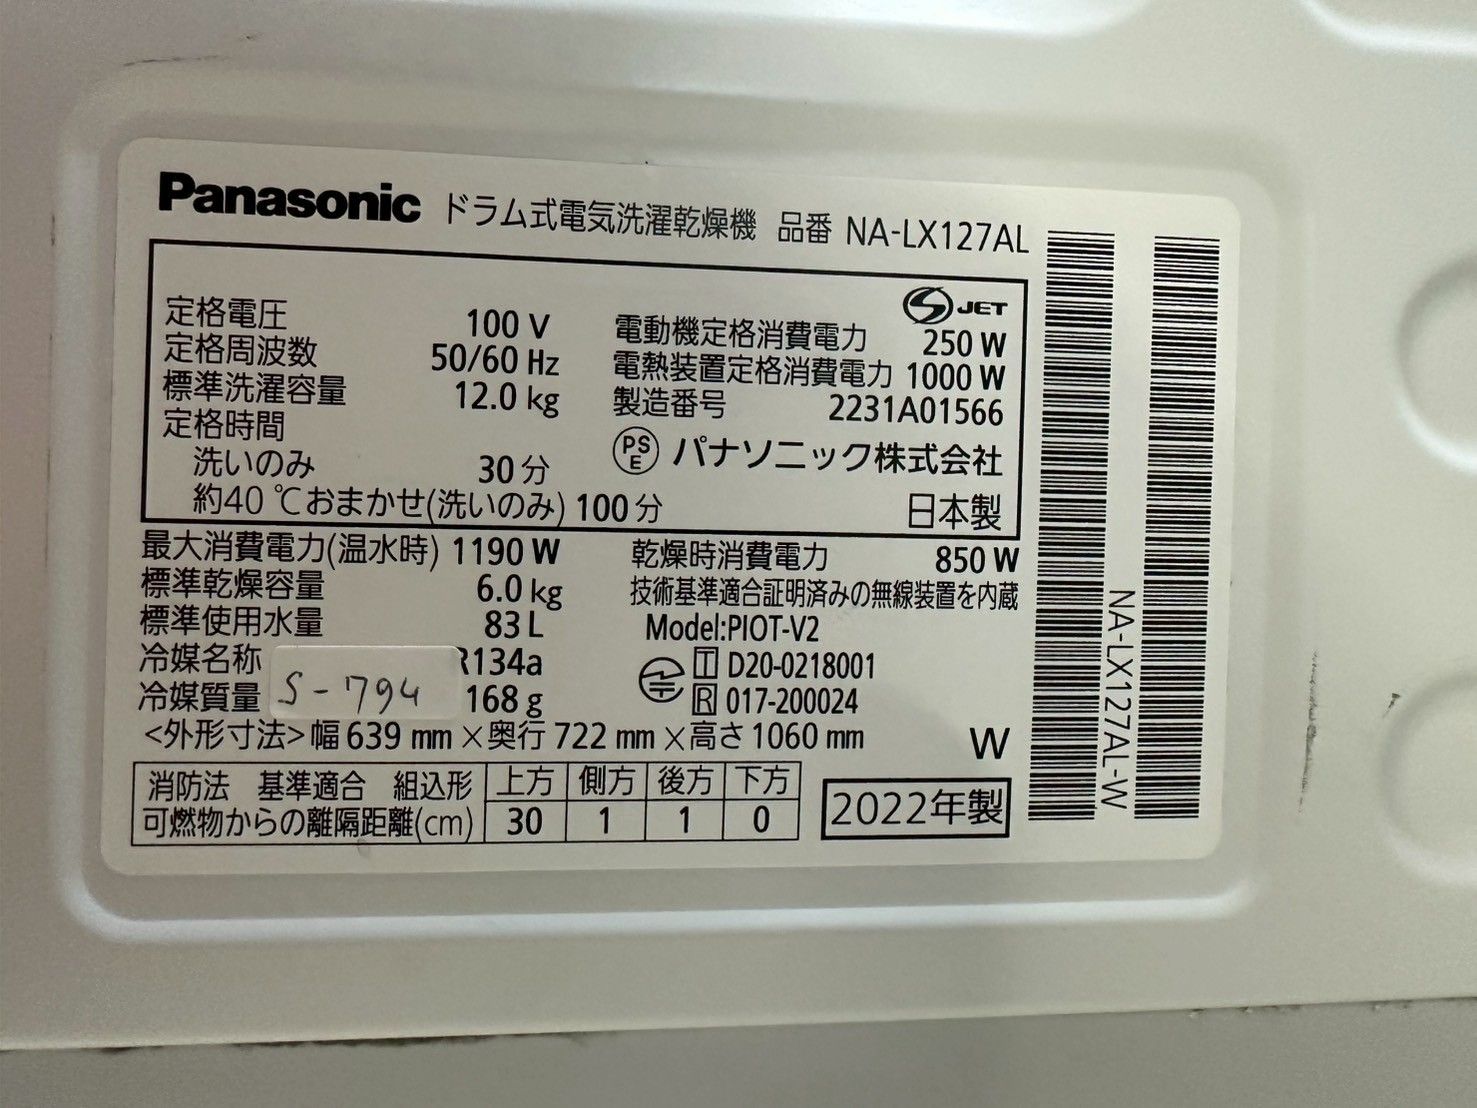 Panasonic ドラム式電気洗濯乾燥機 品番 NA-LX127AL
S JET
定格電圧 100 V
定格周波数 50/60 Hz
標準洗濯容量 12.0 kg
定格時間
洗いのみ 30 分
約40 ℃おまかせ(洗いのみ) 100 分
電動機定格消費電力 250 W
電熱装置定格消費電力 1000 W
製造番号 2231A01566
PS E パナソニック株式会社
日本製
最大消費電力(温水時) 1190 W
標準乾燥容量 6.0 kg
標準使用水量 83 L
冷媒名称 R134a
冷媒質量 168 g
S-794
乾燥時消費電力 850 W
技術基準適合証明済みの無線装置を内蔵
Model:PIOT-V2
T D20-0218001
R 017-200024
<外形寸法>幅 639 mm ×奥行 722 mm ×高さ 1060 mm
W
消防法 基準適合 組込形 上方 側方 後方 下方
可燃物からの離隔距離(cm) 30 1 1 0
2022年製
NA-LX127AL-W